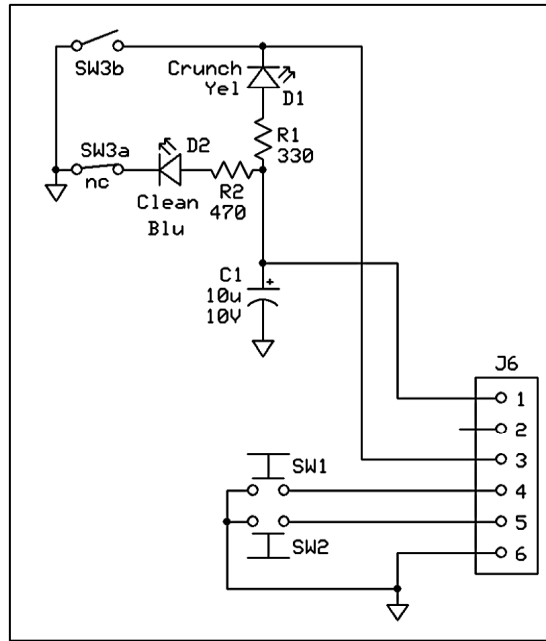 SW3b
Crunch
Yel
D1
R1
330
SW3a
nc
D2
Clean
Blu
R2
470
C1
+
10u
10V
J6
1
2
3
4
5
6
SW1
SW2